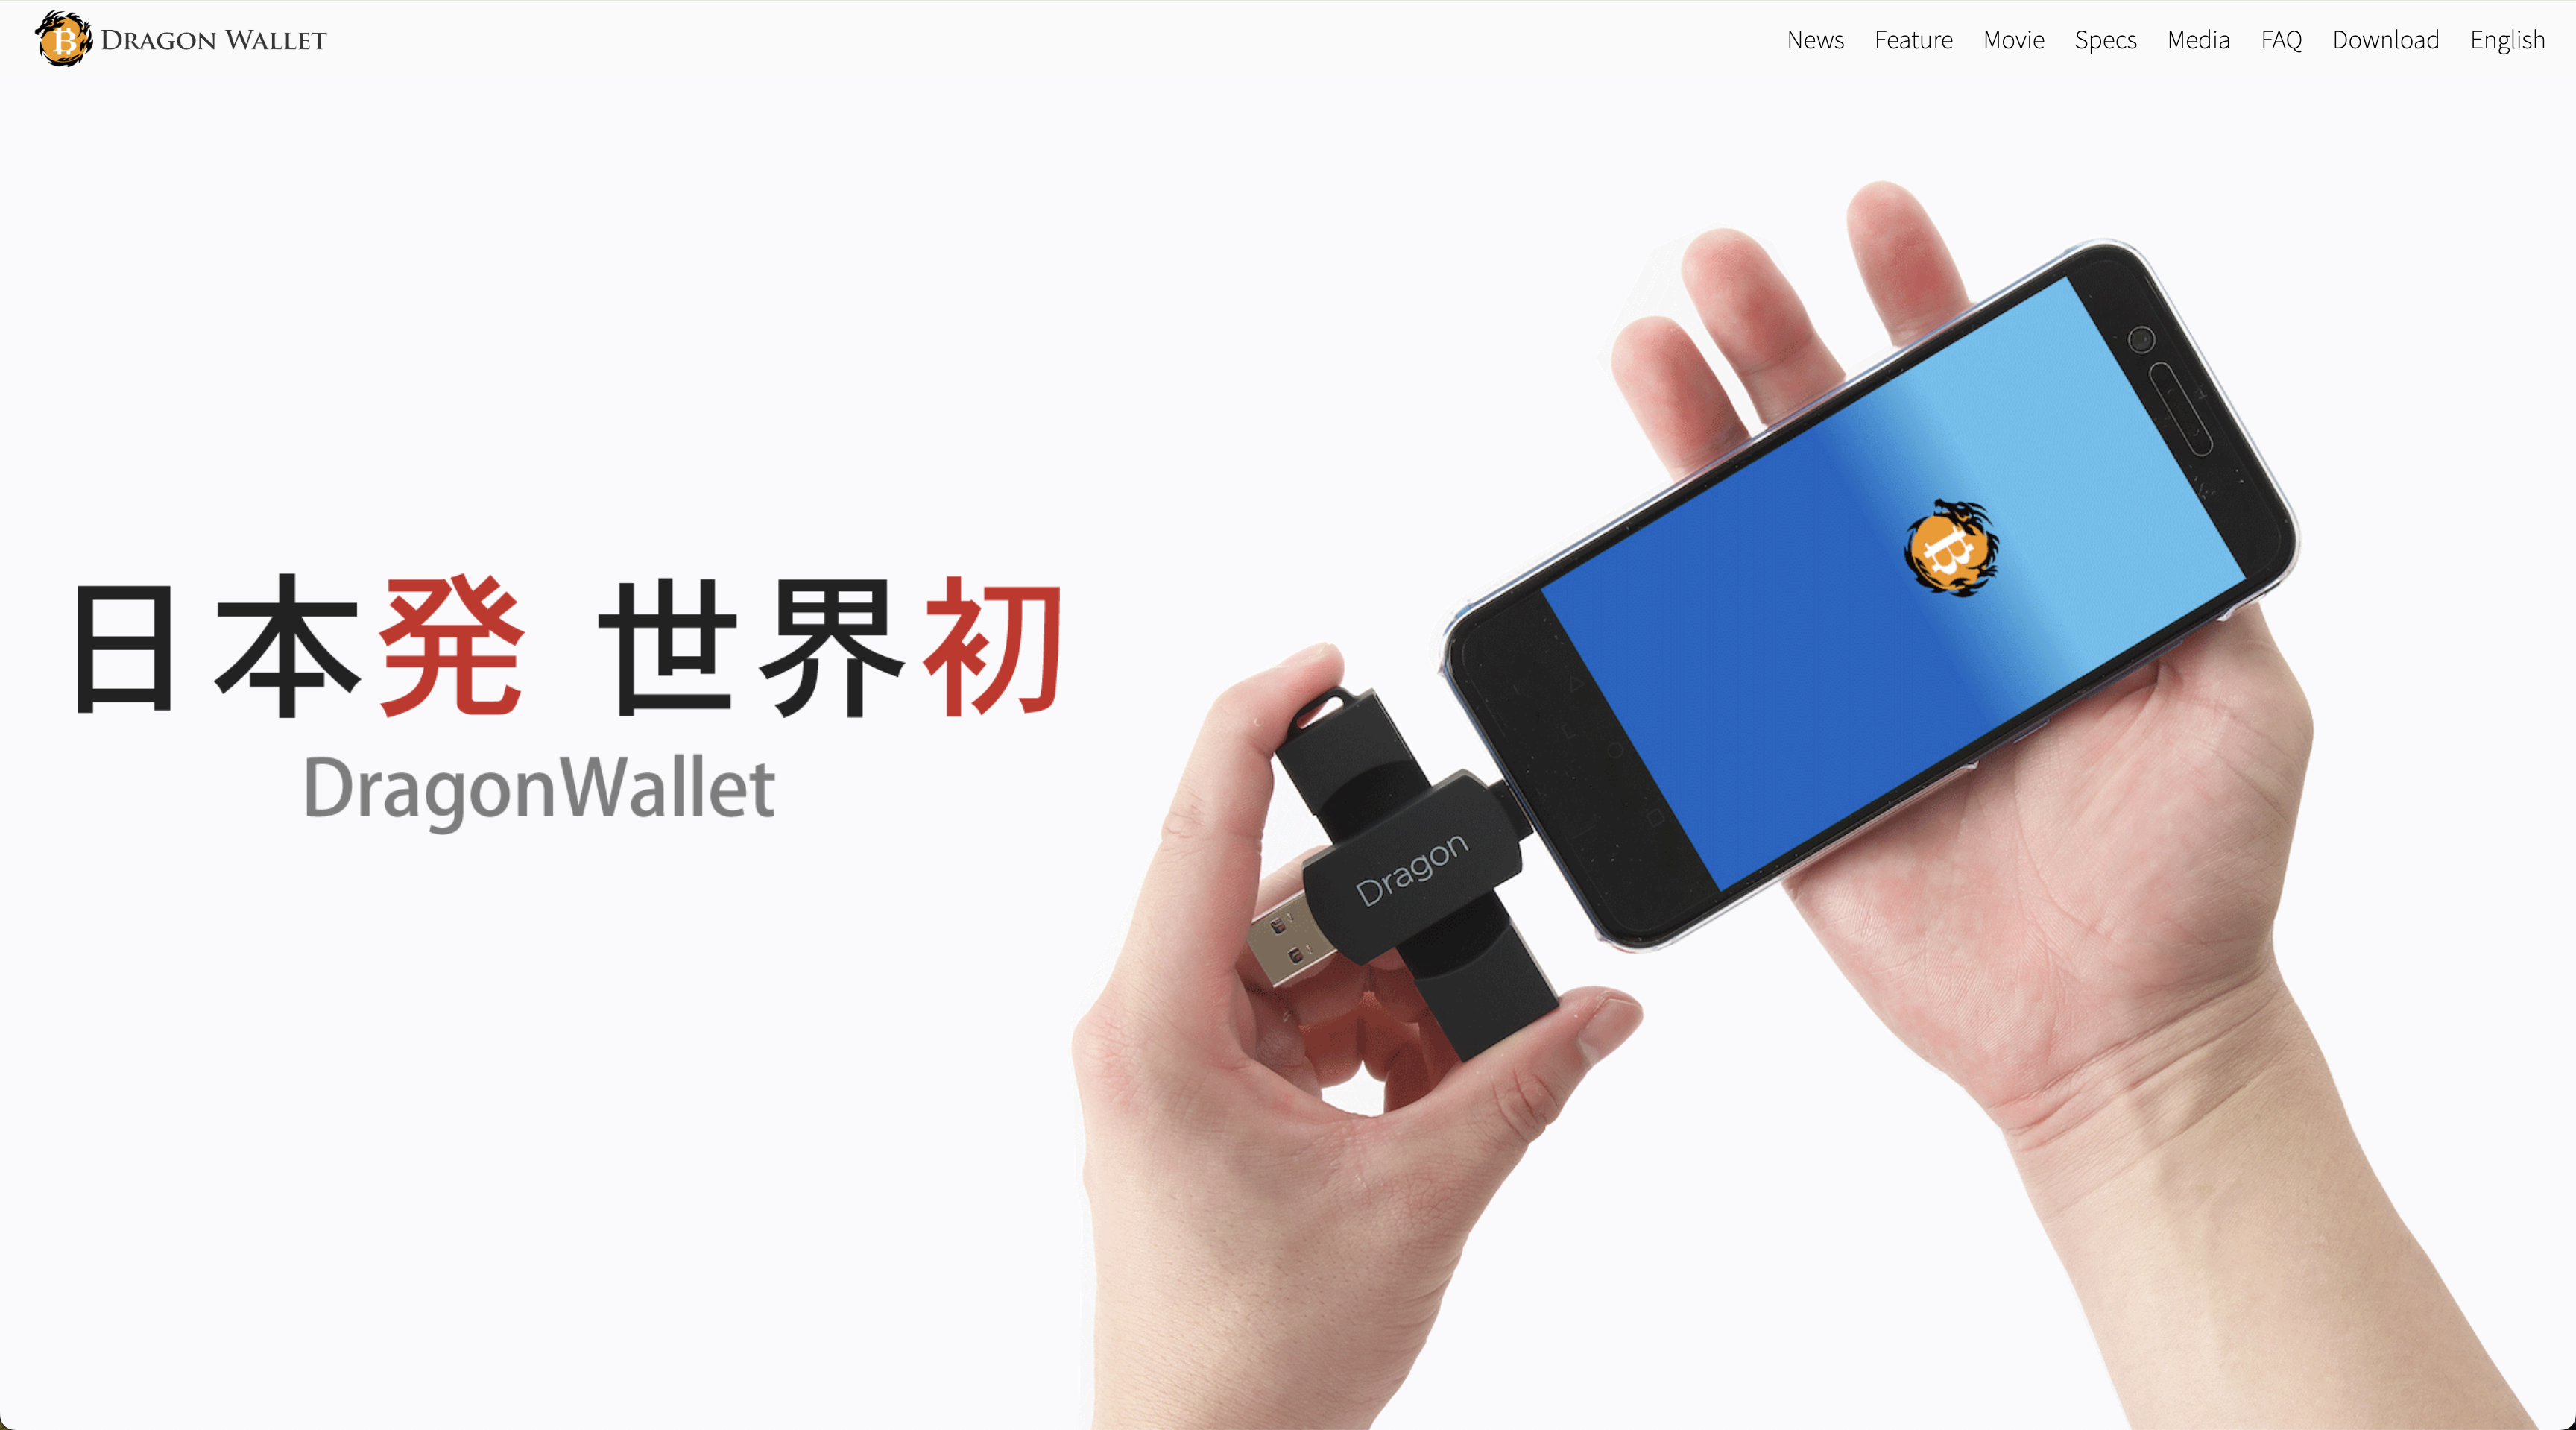 DRAGON WALLET
News Feature Movie Specs Media FAQ Download English
日本発 世界初
DragonWallet
Dragon